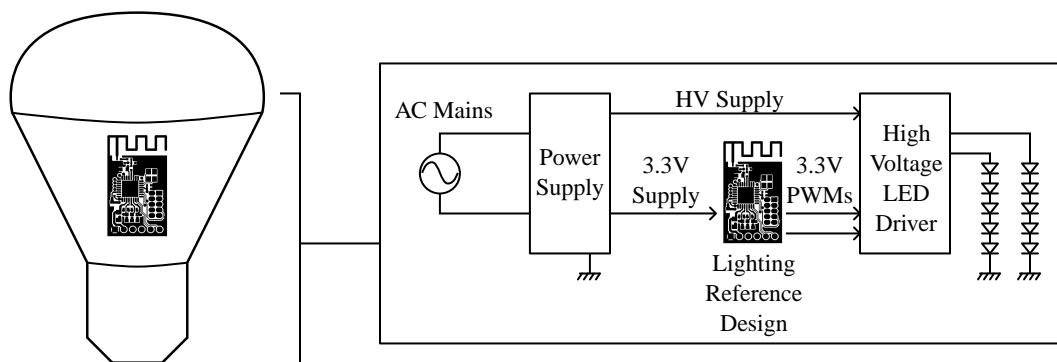 AC Mains
Power
Supply
HV Supply
3.3V
Supply
3.3V
PWMs
High
Voltage
LED
Driver
Lighting
Reference
Design